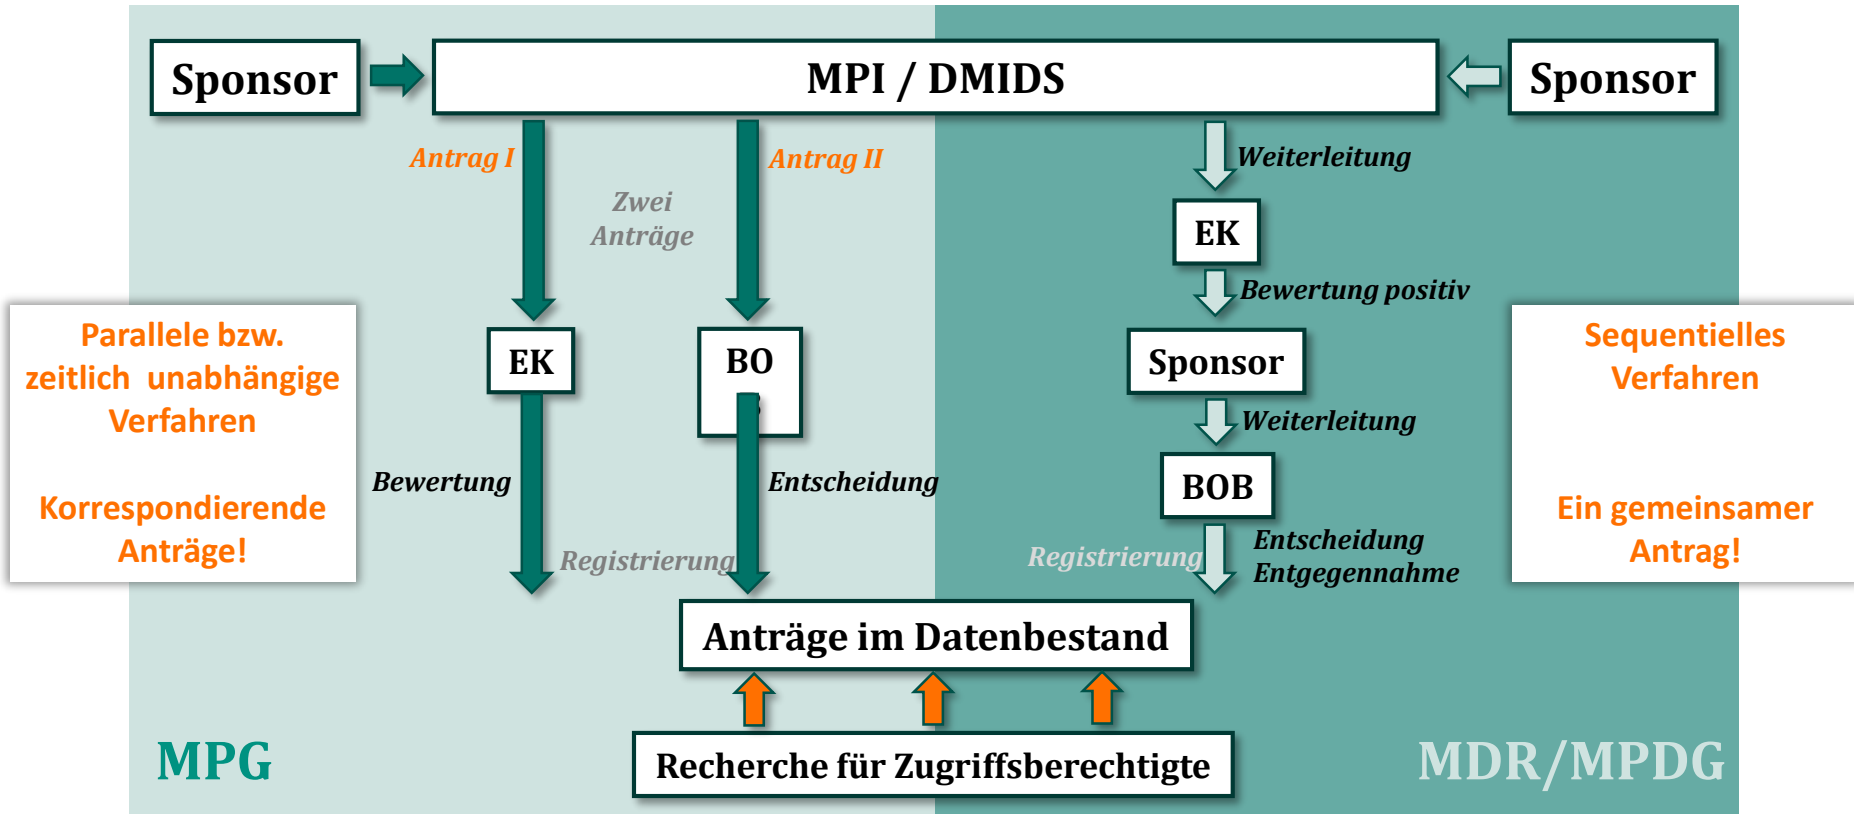 Sponsor
MPI / DMIDS
Sponsor
Antrag I
Antrag II
Zwei
Anträge
EK
BO
Parallele bzw.
zeitlich unabhängige
Verfahren
Korrespondierende
Anträge!
Bewertung
Entscheidung
Registrierung
Weiterleitung
EK
Bewertung positiv
Sponsor
Weiterleitung
BOB
Registrierung
Entscheidung
Entgegennahme
Sequentielles
Verfahren
Ein gemeinsamer
Antrag!
Anträge im Datenbestand
Recherche für Zugriffsberechtigte
MPG
MDR/MPDG